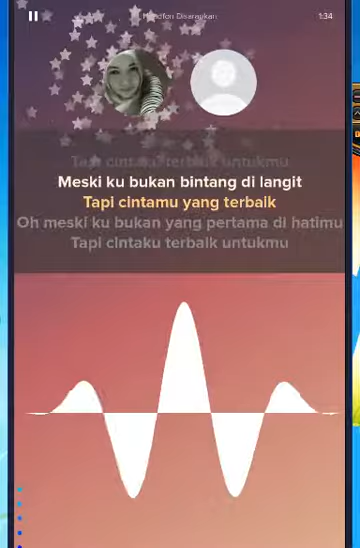 Disarankan
1:34
Tapi cintaku terbaik untukmu
Meski ku bukan bintang di langit
Tapi cintamu yang terbaik
Oh meski ku bukan yang pertama di hatimu
Tapi cintaku terbaik untukmu